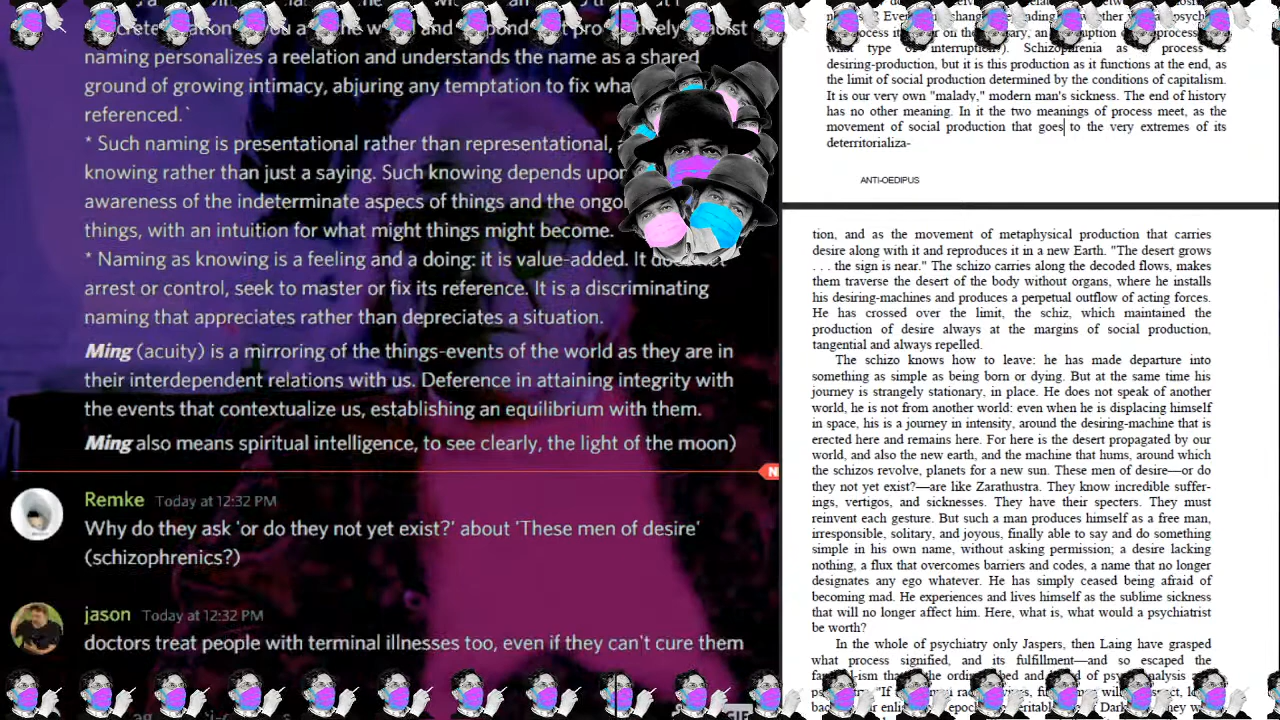 naming personalizes a reelation and understands the name as a shared
ground of growing intimacy, abjuring any temptation to fix
referenced.`
* Such naming is presentational rather than representational,
knowing rather than just a saying. Such knowing depends upon
awareness of the indeterminate aspecs of things and the
things, with an intuition for what might things might become.
* Naming as knowing is a feeling and a doing: it is value-added. It
arrest or control, seek to master or fix its reference. It is a discriminating
naming that appreciates rather than depreciates a situation.
Ming (acuity) is a mirroring of the things-events of the world as they are in
their interdependent relations with us. Deference in attaining integrity with
the events that contextualize us, establishing an equilibrium with them.
Ming also means spiritual intelligence, to see clearly, the light of the moon)
N
Remke Today at 12:32 PM
Why do they ask 'or do they not yet exist?' about 'These men of desire'
(schizophrenics?)
jason Today at 12:32 PM
doctors treat people with terminal illnesses too, even if they can't cure them
type of interruption?). Schizophrenia as a process is
desiring-production, but it is this production as it functions at the end, as
the limit of social production determined by the conditions of capitalism.
It is our very own "malady," modern man's sickness. The end of history
has no other meaning. In it the two meanings of process meet, as the
movement of social production that goes to the very extremes of its
deterritorializa-
ANTI-OEDIPUS
tion, and as the movement of metaphysical production that carries
desire along with it and reproduces it in a new Earth. "The desert grows
. . . the sign is near." The schizo carries along the decoded flows, makes
them traverse the desert of the body without organs, where he installs
his desiring-machines and produces a perpetual outflow of acting forces.
He has crossed over the limit, the schiz, which maintained the
production of desire always at the margins of social production,
tangential and always repelled.
The schizo knows how to leave: he has made departure into
something as simple as being born or dying. But at the same time his
journey is strangely stationary, in place. He does not speak of another
world, he is not from another world: even when he is displacing himself
in space, his is a journey in intensity, around the desiring-machine that is
erected here and remains here. For here is the desert propagated by our
world, and also the new earth, and the machine that hums, around which
the schizos revolve, planets for a new sun. These men of desire—or do
they not yet exist?—are like Zarathustra. They know incredible suffer-
ings, vertigos, and sicknesses. They have their specters. They must
reinvent each gesture. But such a man produces himself as a free man,
irresponsible, solitary, and joyous, finally able to say and do something
simple in his own name, without asking permission; a desire lacking
nothing, a flux that overcomes barriers and codes, a name that no longer
designates any ego whatever. He has simply ceased being afraid of
becoming mad. He experiences and lives himself as the sublime sickness
that will no longer affect him. Here, what is, what would a psychiatrist
be worth?
In the whole of psychiatry only Jaspers, then Laing have grasped
what process signified, and its fulfillment—and so escaped the